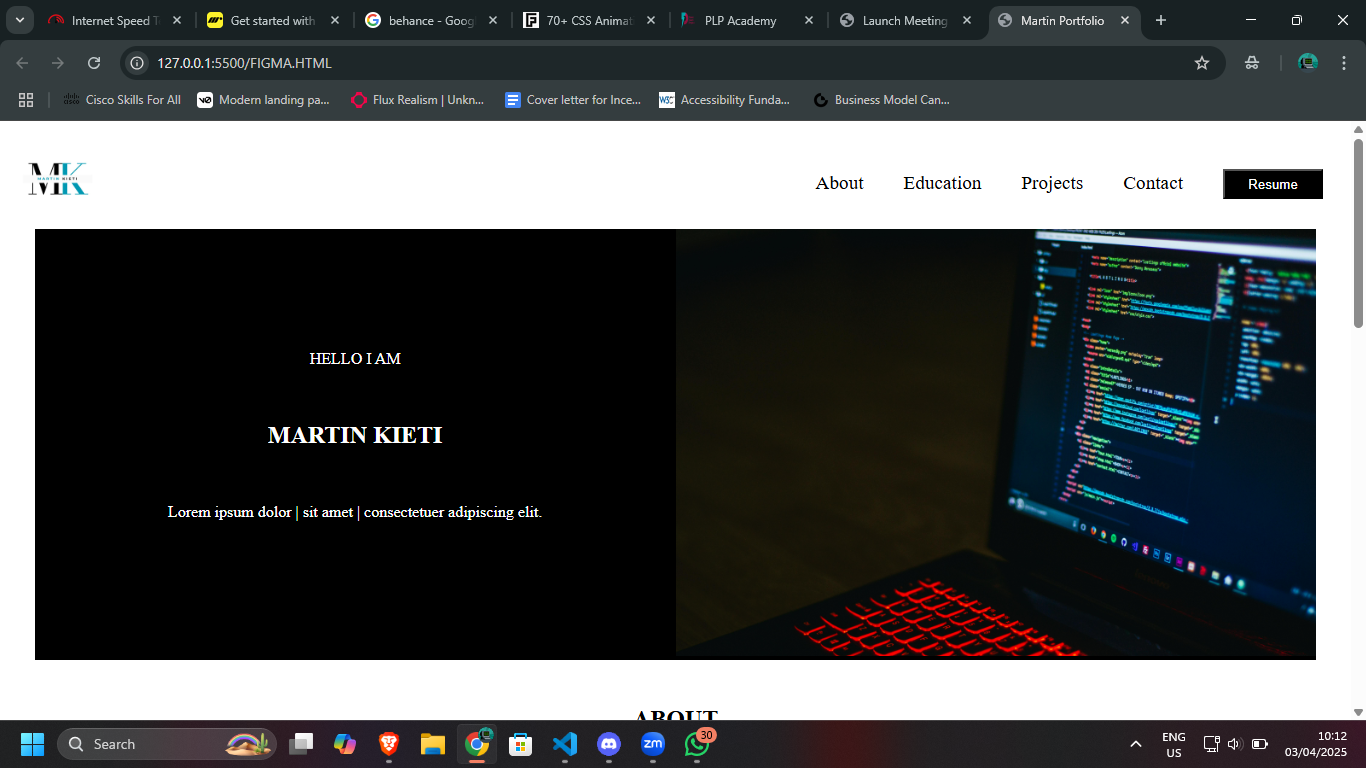 Internet Speed T
Get started with
behance - Goog
70+ CSS Animat
PLP Academy
Launch Meeting
Martin Portfolio
127.0.0.1:5500/FIGMA.HTML
Cisco Skills For All
Modern landing pa...
Flux Realism | Unkn...
Cover letter for Ince...
Accessibility Funda...
Business Model Can...
MK
MARTIN KIETI
About
Education
Projects
Contact
Resume
HELLO I AM
MARTIN KIETI
Lorem ipsum dolor | sit amet | consectetuer adipiscing elit.
ABOUT
Search
zm
30
ENG
US
10:12
03/04/2025